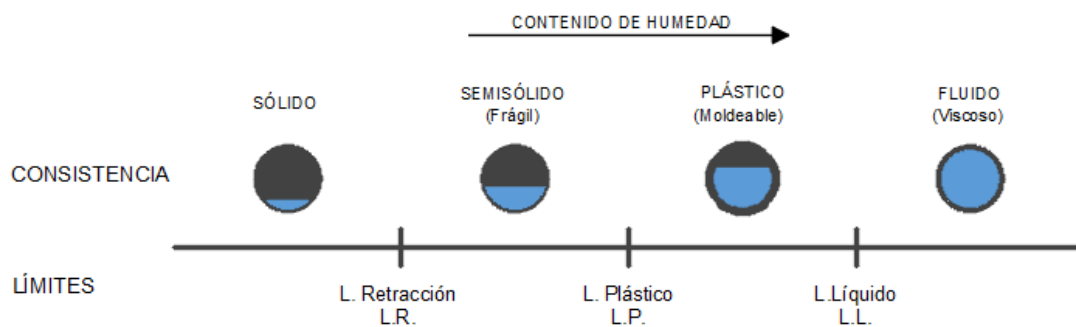 CONTENIDO DE HUMEDAD
SÓLIDO
SEMISÓLIDO
(Frágil)
PLÁSTICO
(Moldeable)
FLUIDO
(Viscoso)
CONSISTENCIA
LÍMITES
L. Retracción
L.R.
L. Plástico
L.P.
L.Líquido
L.L.